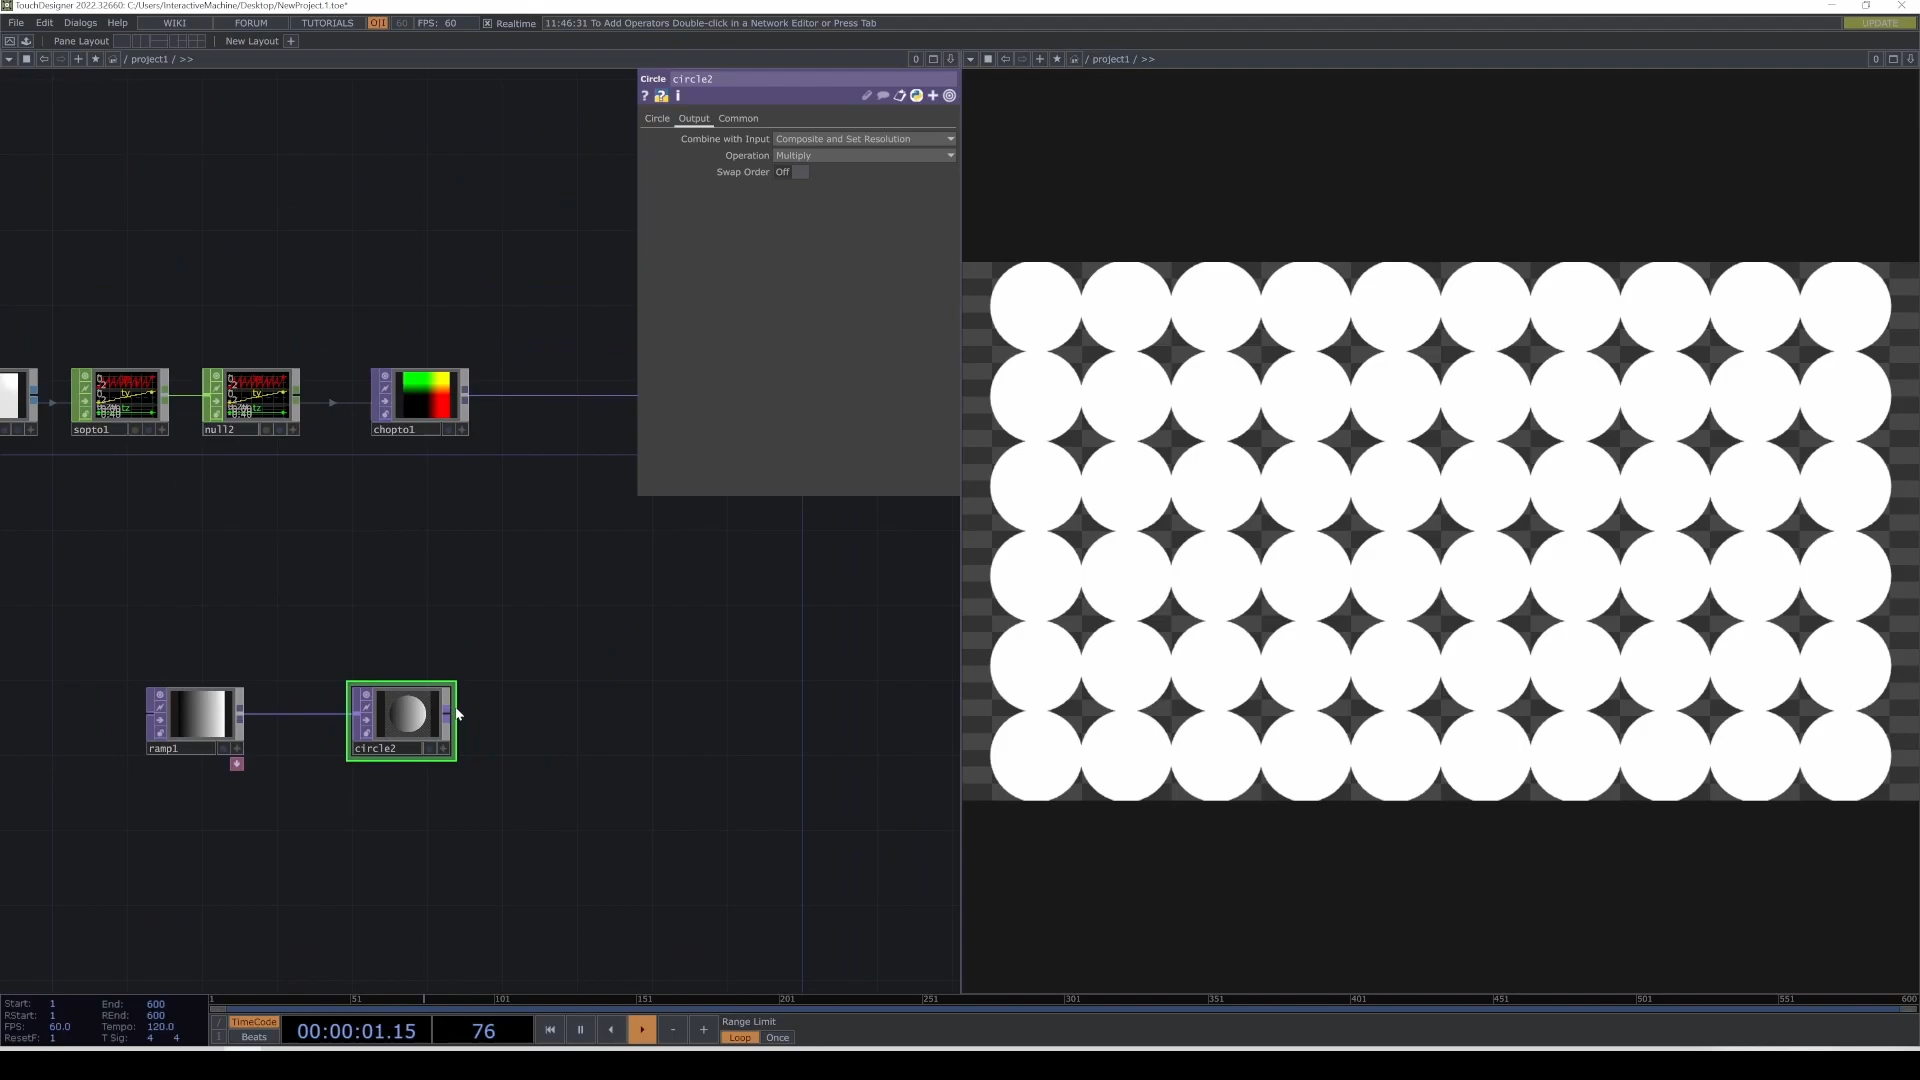 TouchDesigner 2022.32660: C:/Users/InteractiveMachine/Desktop/NewProject.1.toe*
File Edit Dialogs Help WIKI FORUM TUTORIALS O|I 60 FPS: 60 Realtime 11:46:31 To Add Operators Double-click in a Network Editor or Press Tab UPDATE
Pane Layout New Layout +
/ project1 / >> 0
/ project1 / >> 0
Circle circle2
? ? i
Circle Output Common
Combine with Input Composite and Set Resolution
Operation Multiply
Swap Order Off
sopto1
null2
chopto1
ramp1
circle2
1 51 101 151 201 251 301 351 401 451 501 551 600
Start: 1 End: 600
RStart: 1 REnd: 600
FPS: 60.0 Tempo: 120.0
ResetF: 1 T Sig: 4 4
TimeCode
Beats
00:00:01.15 76
- +
Range Limit
Loop Once